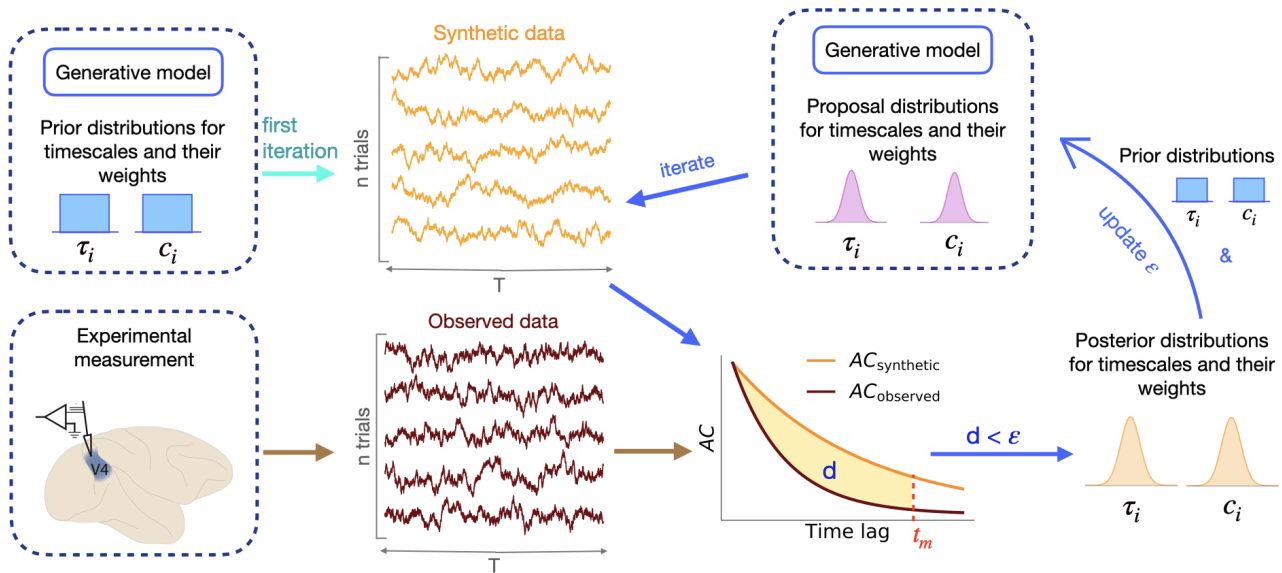 Generative model
Prior distributions for
timescales and their
weights
τi
ci
first
iteration
Synthetic data
n trials
T
iterate
Generative model
Proposal distributions
for timescales and their
weights
τi
ci
Prior distributions
τi
ci
&
update ε
Experimental
measurement
V4
Observed data
n trials
T
AC
ACsynthetic
ACobserved
d
Time lag
tm
d < ε
Posterior distributions
for timescales and their
weights
τi
ci